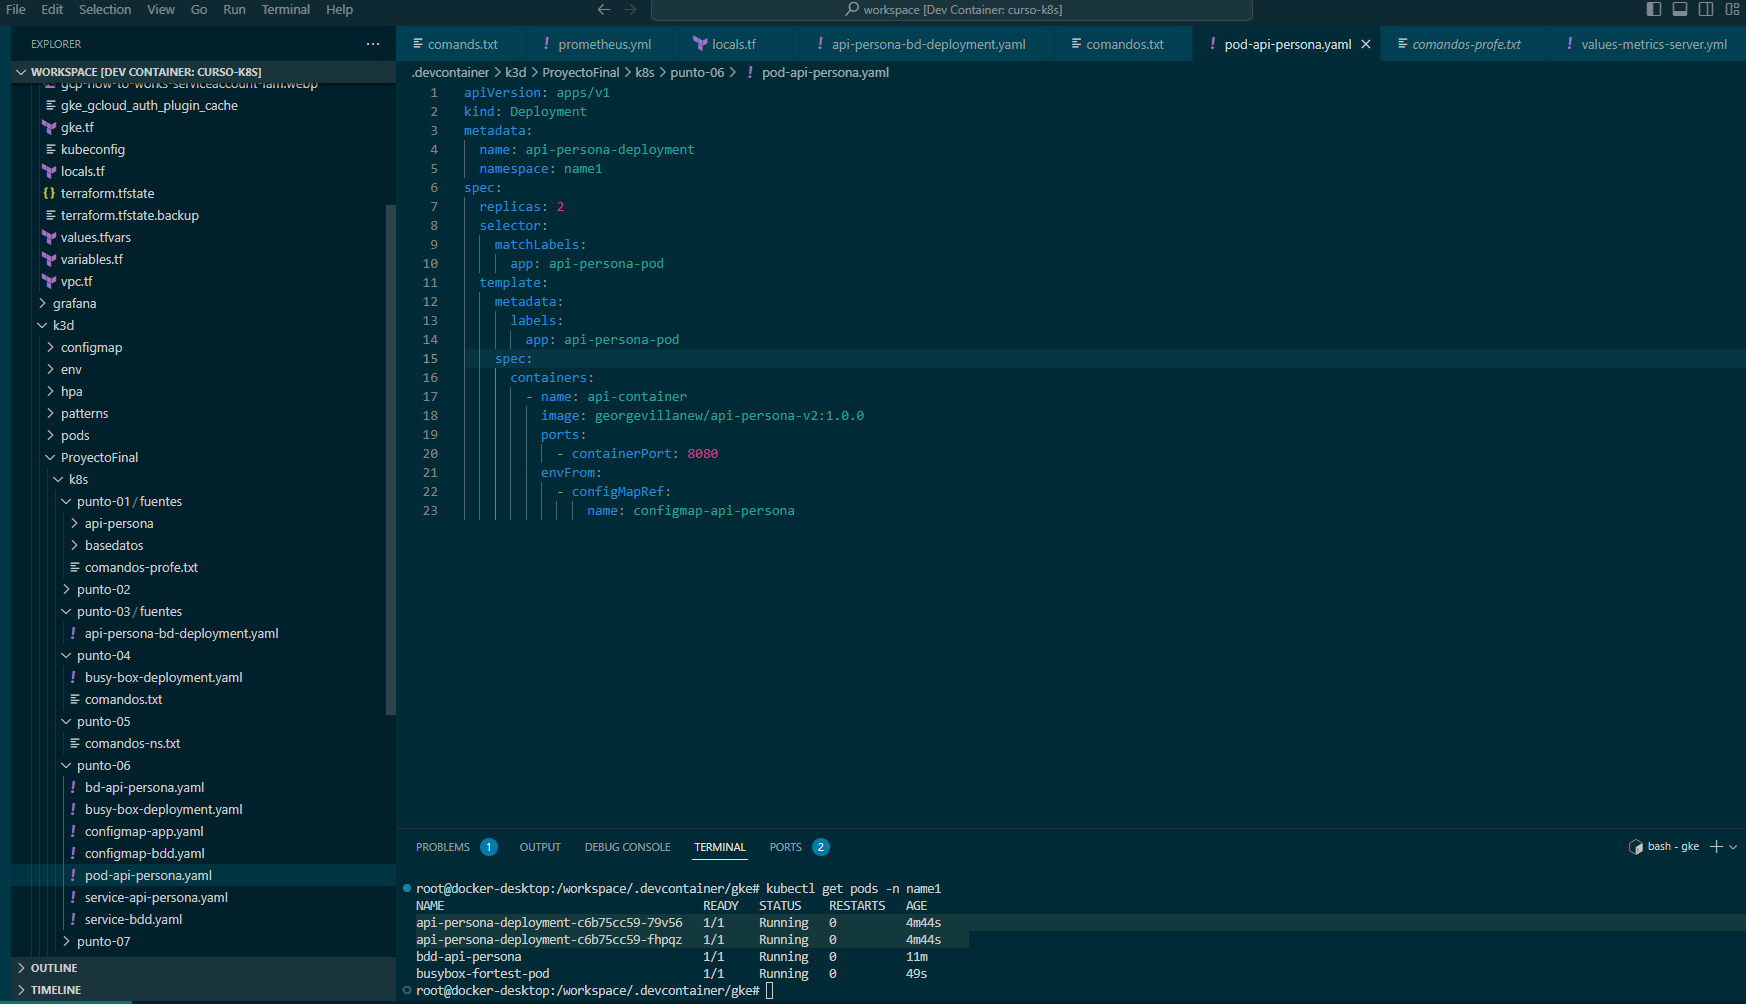 File Edit Selection View Go Run Terminal Help
workspace [Dev Container: curso-k8s]
EXPLORER
WORKSPACE [DEV CONTAINER: CURSO-K8S]
gcp-how-to-works-serviceaccount-iam.webp
gke_gcloud_auth_plugin_cache
gke.tf
kubeconfig
locals.tf
terraform.tfstate
terraform.tfstate.backup
values.tfvars
variables.tf
vpc.tf
grafana
k3d
configmap
env
hpa
patterns
pods
ProyectoFinal
k8s
punto-01 / fuentes
api-persona
basedatos
comandos-profe.txt
punto-02
punto-03 / fuentes
api-persona-bd-deployment.yaml
punto-04
busy-box-deployment.yaml
comandos.txt
punto-05
comandos-ns.txt
punto-06
bd-api-persona.yaml
busy-box-deployment.yaml
configmap-app.yaml
configmap-bdd.yaml
pod-api-persona.yaml
service-api-persona.yaml
service-bdd.yaml
punto-07
OUTLINE
TIMELINE
comands.txt ! prometheus.yml locals.tf ! api-persona-bd-deployment.yaml comandos.txt ! pod-api-persona.yaml comandos-profe.txt ! values-metrics-server.yml
.devcontainer > k3d > ProyectoFinal > k8s > punto-06 > ! pod-api-persona.yaml
1 apiVersion: apps/v1
2 kind: Deployment
3 metadata:
4 name: api-persona-deployment
5 namespace: name1
6 spec:
7 replicas: 2
8 selector:
9 matchLabels:
10 app: api-persona-pod
11 template:
12 metadata:
13 labels:
14 app: api-persona-pod
15 spec:
16 containers:
17 - name: api-container
18 image: georgevillanew/api-persona-v2:1.0.0
19 ports:
20 - containerPort: 8080
21 envFrom:
22 - configMapRef:
23 name: configmap-api-persona
PROBLEMS 1 OUTPUT DEBUG CONSOLE TERMINAL PORTS 2
bash - gke
root@docker-desktop:/workspace/.devcontainer/gke# kubectl get pods -n name1
NAME READY STATUS RESTARTS AGE
api-persona-deployment-c6b75cc59-79v56 1/1 Running 0 4m44s
api-persona-deployment-c6b75cc59-fhpqz 1/1 Running 0 4m44s
bdd-api-persona 1/1 Running 0 11m
busybox-fortest-pod 1/1 Running 0 49s
root@docker-desktop:/workspace/.devcontainer/gke#